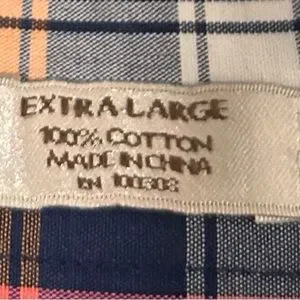 EXTRA-LARGE
100% COTTON
MADE IN CHINA
RN 100303